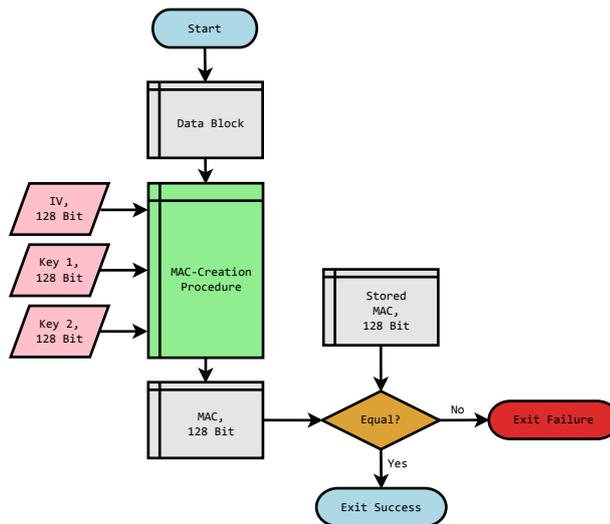 Start
Data Block
IV,
128 Bit
Key 1,
128 Bit
Key 2,
128 Bit
MAC-Creation
Procedure
Stored
MAC,
128 Bit
MAC,
128 Bit
Equal?
No
Exit Failure
Yes
Exit Success